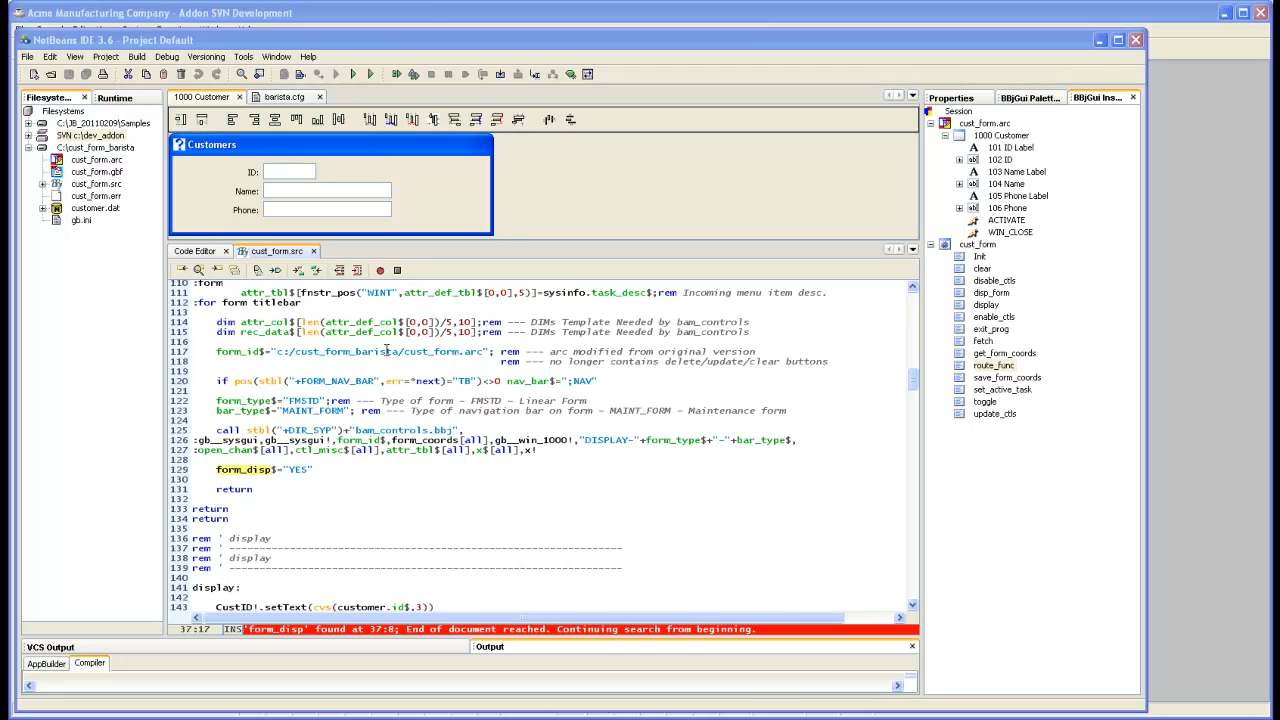 Acme Manufacturing Company - Addon SVN Development
NetBeans IDE 3.6 - Project Default
File Edit View Project Build Debug Versioning Tools Window Help
Filesyste... Runtime
Filesystems
C:\JB_20110209\Samples
SVN c:\dev_addon
C:\cust_form_barista
cust_form.arc
cust_form.gbf
cust_form.src
cust_form.err
customer.dat
gb.ini
1000 Customer barista.cfg
Customers
ID:
Name:
Phone:
Code Editor cust_form.src
110 :form
111 attr_tbl$[fnstr_pos("WINT",attr_def_tbl$[0,0],5)]=sysinfo.task_desc$;rem Incoming menu item desc.
112 :for form titlebar
113
114 dim attr_col$[len(attr_def_col$[0,0])/5,10];rem --- DIMs Template Needed by bam_controls
115 dim rec_data$[len(attr_def_col$[0,0])/5,10];rem --- DIMs Template Needed by bam_controls
116
117 form_id$="c:/cust_form_barista/cust_form.arc"; rem --- arc modified from original version
118 rem --- no longer contains delete/update/clear buttons
119
120 if pos(stbl("+FORM_NAV_BAR",err=*next)="TB")<>0 nav_bar$=";NAV"
121
122 form_type$="FMSTD";rem --- Type of form - FMSTD - Linear Form
123 bar_type$="MAINT_FORM"; rem --- Type of navigation bar on form - MAINT_FORM - Maintenance form
124
125 call stbl("+DIR_SYP")+"bam_controls.bbj",
126 :gb__sysgui,gb__sysgui!,form_id$,form_coords[all],gb__win_1000!,"DISPLAY-"+form_type$+"-"+bar_type$,
127 :open_chan$[all],ctl_misc$[all],attr_tbl$[all],x$[all],x!
128
129 form_disp$="YES"
130
131 return
132
133 return
134 return
135
136 rem ' display
137 rem ' -------------------------------------------------------
138 rem ' display
139 rem ' -------------------------------------------------------
140
141 display:
143 CustID!.setText(cvs(customer.id$,3))
37:17 INS 'form_disp' found at 37:8; End of document reached. Continuing search from beginning.
VCS Output
AppBuilder Compiler
Output
Properties BBjGui Palett... BBjGui Ins...
Session
cust_form.arc
1000 Customer
101 ID Label
102 ID
103 Name Label
104 Name
105 Phone Label
106 Phone
ACTIVATE
WIN_CLOSE
cust_form
Init
clear
disable_ctls
disp_form
display
enable_ctls
exit_prog
fetch
get_form_coords
route_func
save_form_coords
set_active_task
toggle
update_ctls